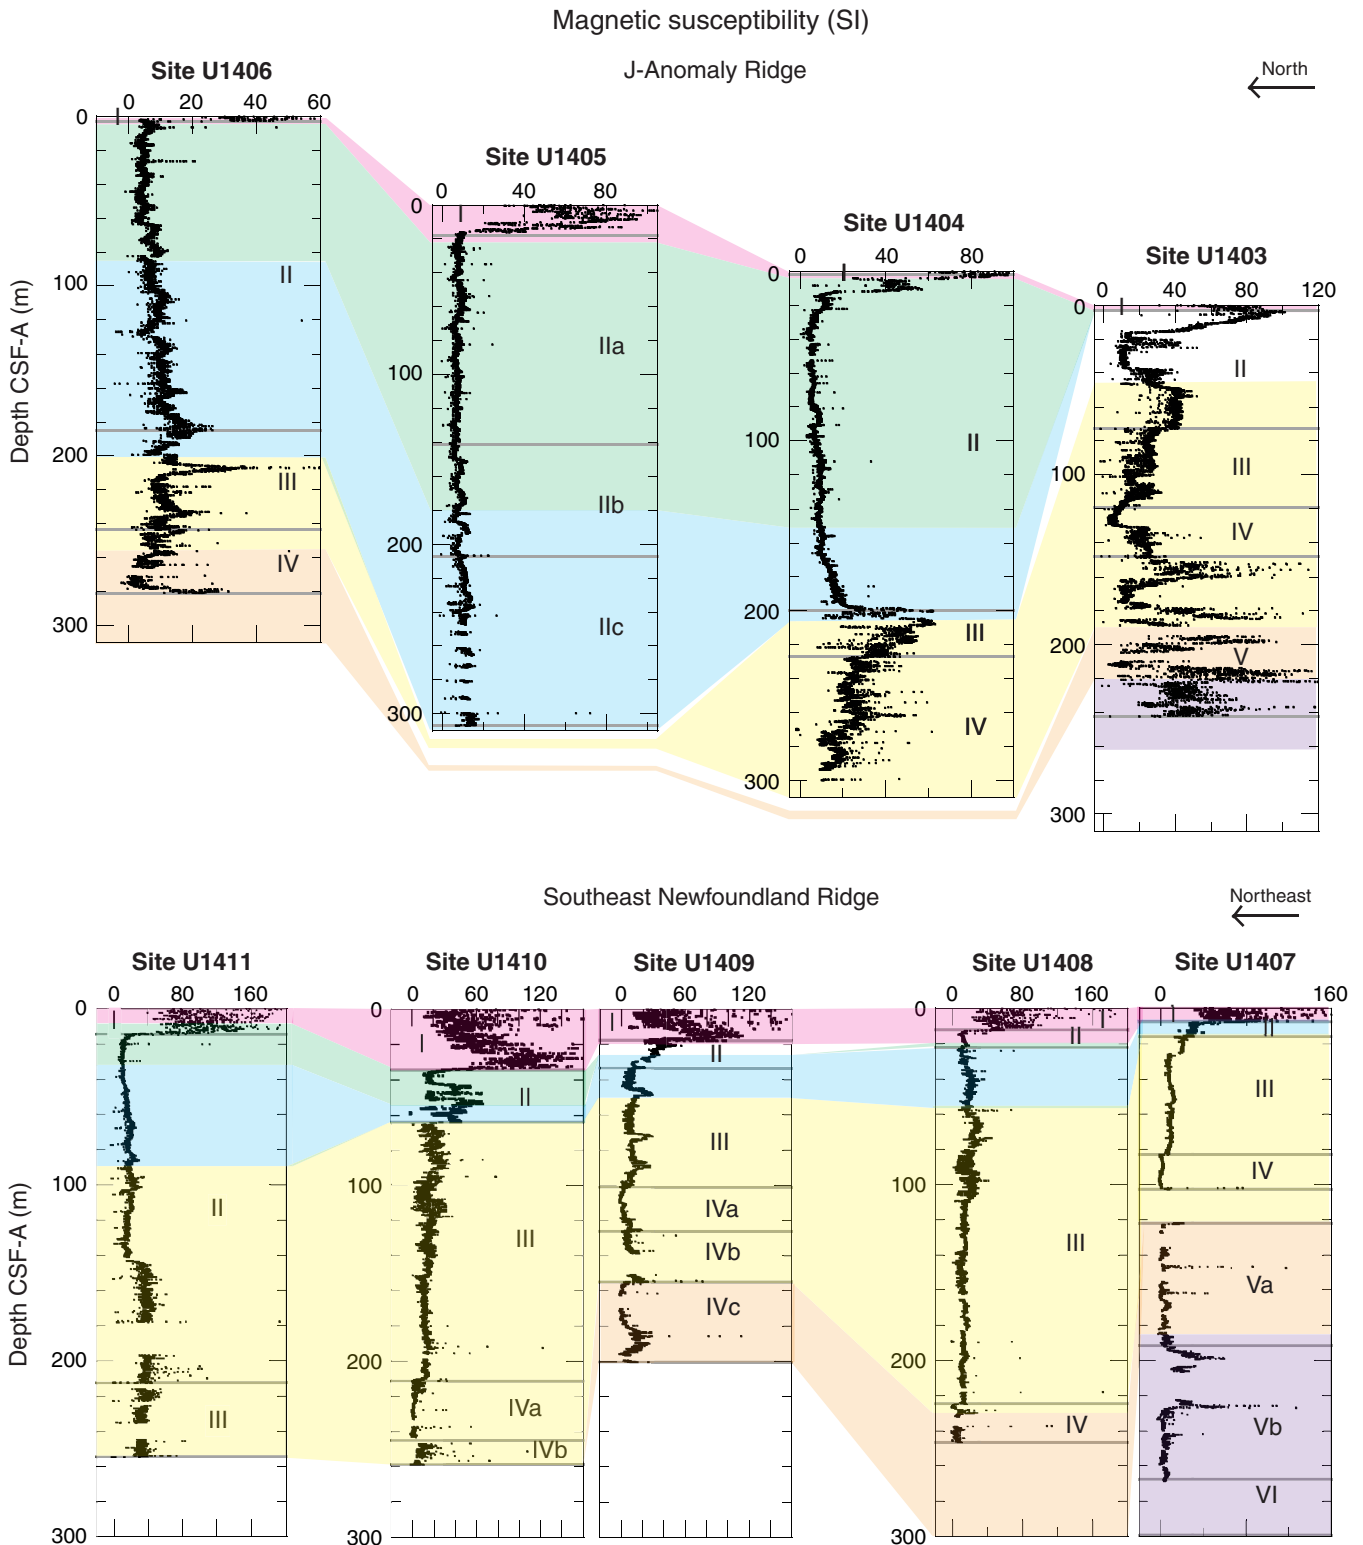 Magnetic susceptibility (SI)
J-Anomaly Ridge
North
Site U1406
0 20 40 60
0
100
200
300
Depth CSF-A (m)
I
II
III
IV
Site U1405
0 40 80
0
100
200
300
I
IIa
IIb
IIc
Site U1404
0 40 80
0
100
200
300
I
II
III
IV
Site U1403
0 40 80 120
0
100
200
300
I
II
III
IV
V
Southeast Newfoundland Ridge
Northeast
Site U1411
0 80 160
0
100
200
300
Depth CSF-A (m)
I
II
III
Site U1410
0 60 120
0
100
200
300
I
II
III
IVa
IVb
Site U1409
0 60 120
I
II
III
IVa
IVb
IVc
Site U1408
0 80 160
0
100
200
300
I
II
III
IV
Site U1407
0 160
I
II
III
IV
Va
Vb
VI